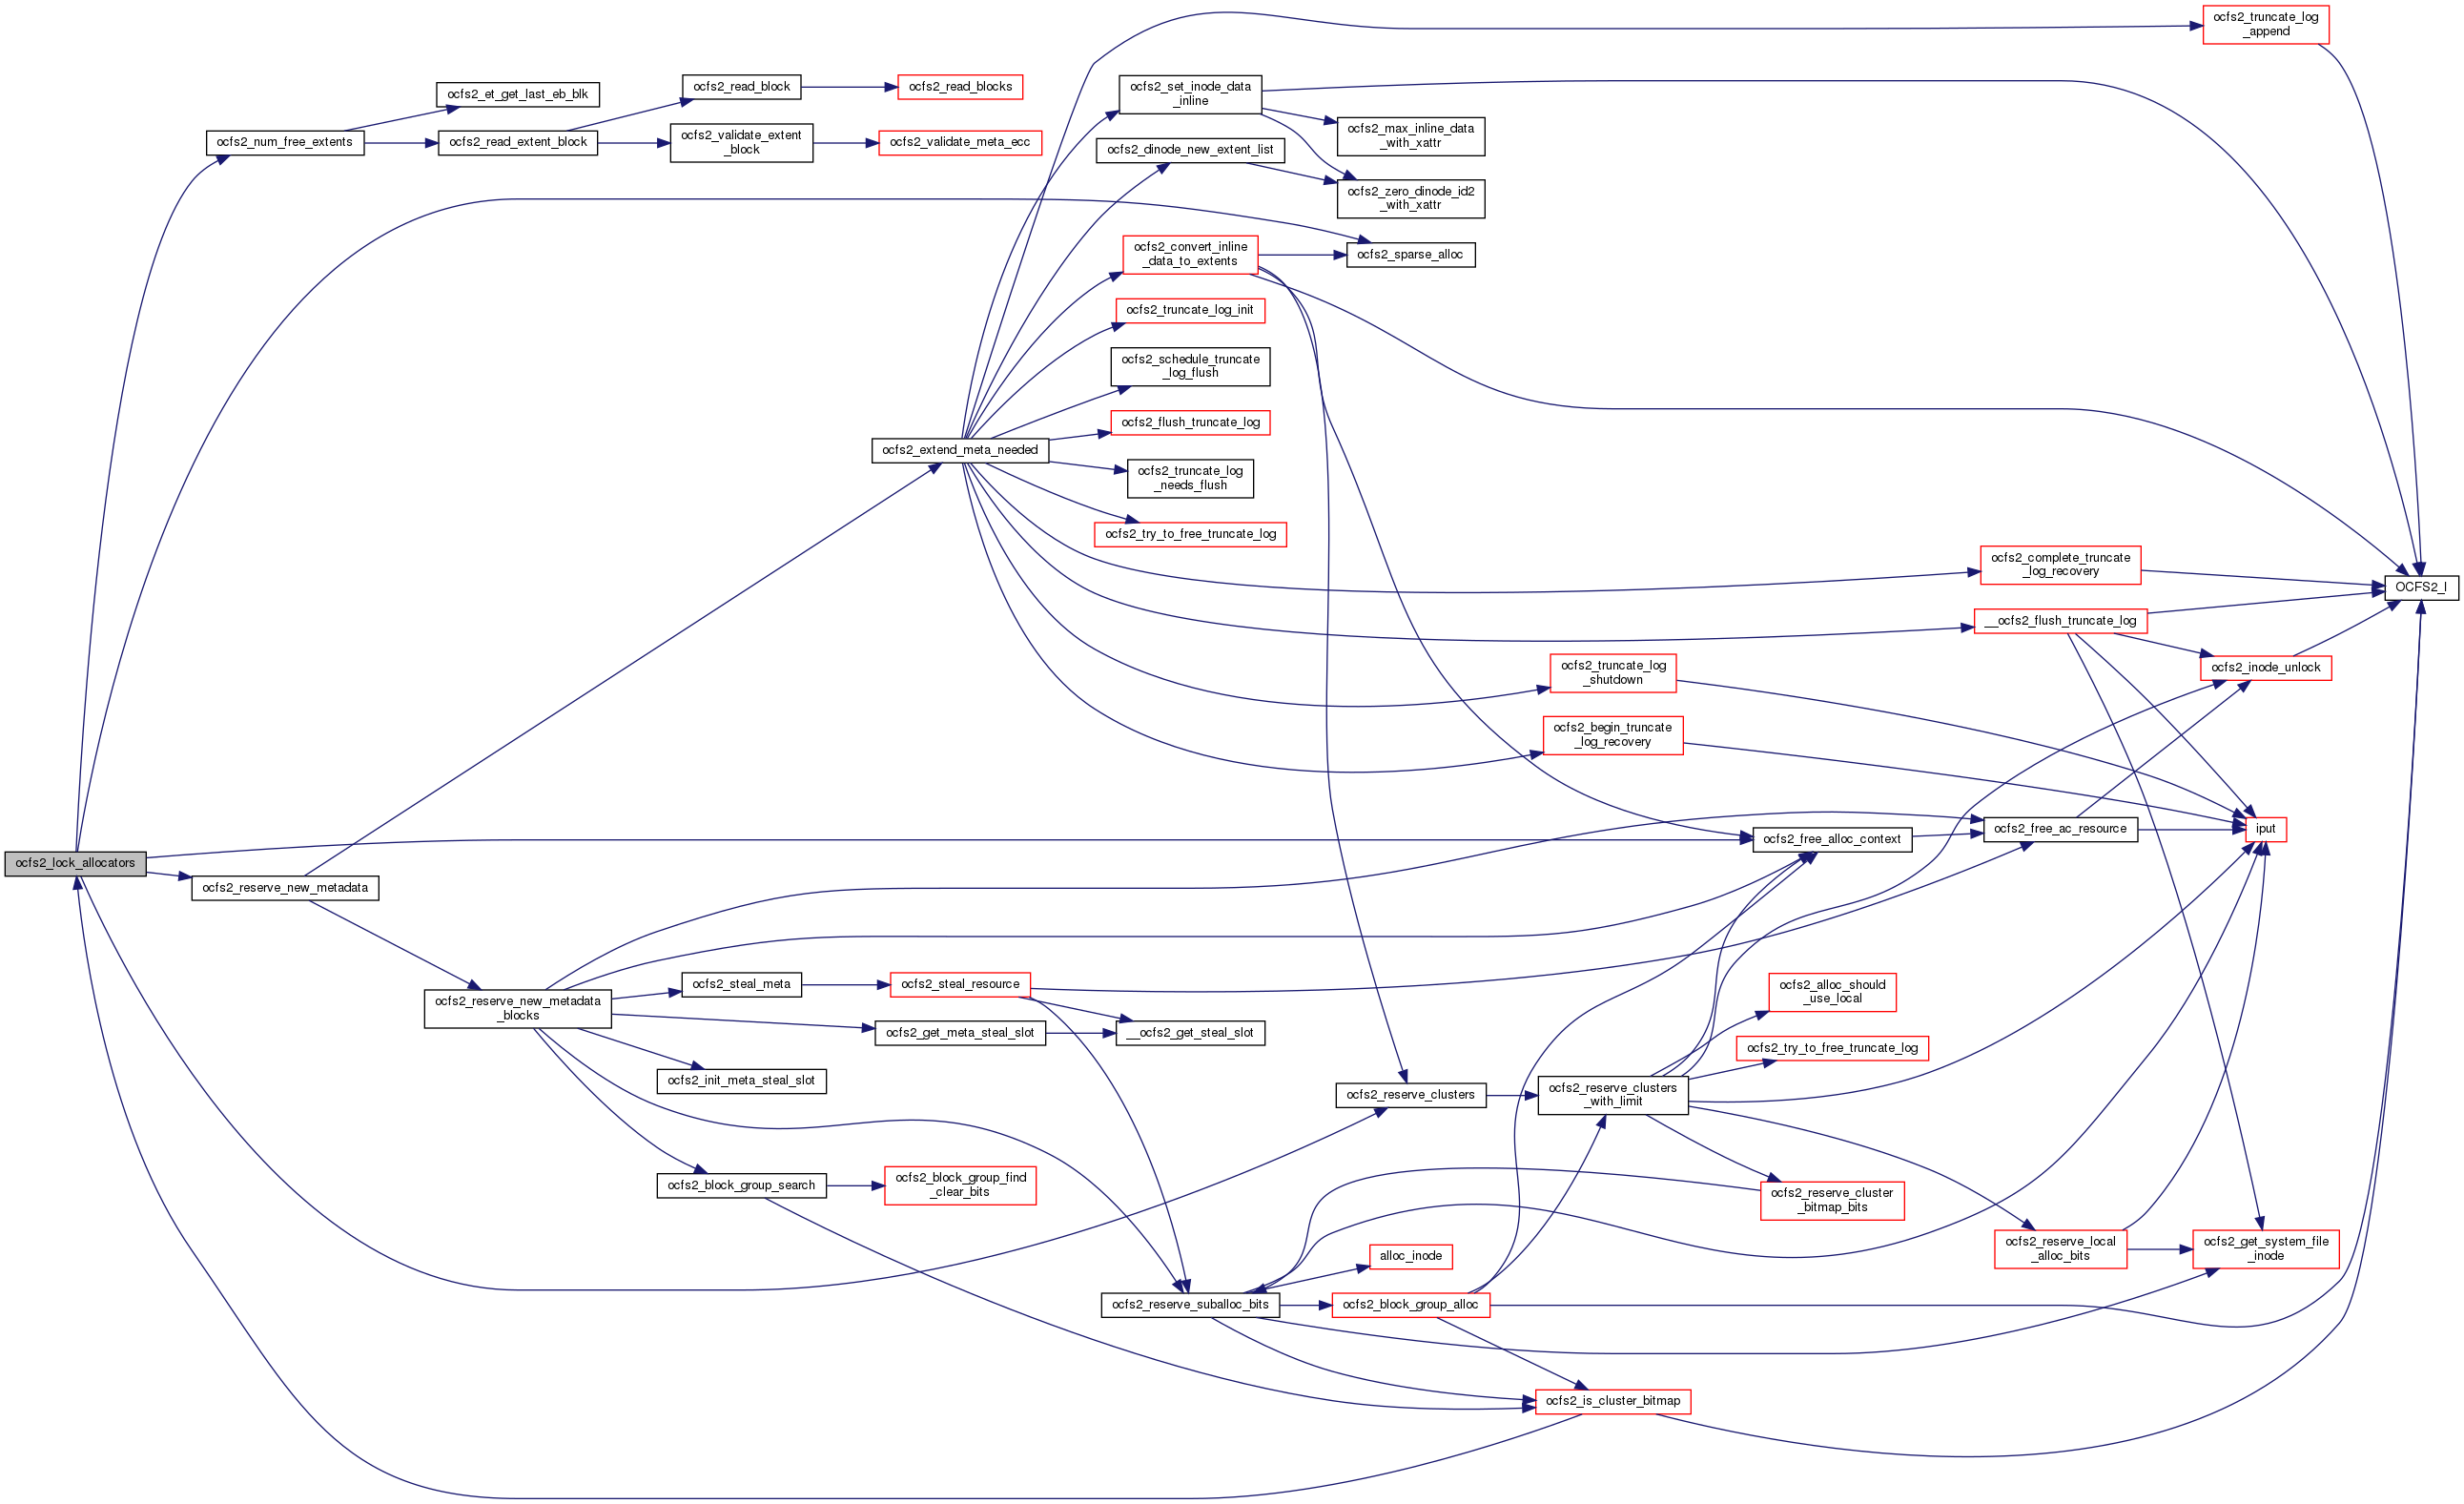 ocfs2_truncate_log
_append
ocfs2_read_block
ocfs2_read_blocks
ocfs2_et_get_last_eb_blk
ocfs2_set_inode_data
_inline
ocfs2_num_free_extents
ocfs2_read_extent_block
ocfs2_validate_extent
_block
ocfs2_validate_meta_ecc
ocfs2_max_inline_data
_with_xattr
ocfs2_dinode_new_extent_list
ocfs2_zero_dinode_id2
_with_xattr
ocfs2_convert_inline
_data_to_extents
ocfs2_sparse_alloc
ocfs2_truncate_log_init
ocfs2_schedule_truncate
_log_flush
ocfs2_flush_truncate_log
ocfs2_extend_meta_needed
ocfs2_truncate_log
_needs_flush
ocfs2_try_to_free_truncate_log
ocfs2_complete_truncate
_log_recovery
OCFS2_I
__ocfs2_flush_truncate_log
ocfs2_truncate_log
_shutdown
ocfs2_inode_unlock
ocfs2_begin_truncate
_log_recovery
ocfs2_free_alloc_context
ocfs2_free_ac_resource
iput
ocfs2_lock_allocators
ocfs2_reserve_new_metadata
ocfs2_reserve_new_metadata
_blocks
ocfs2_steal_meta
ocfs2_steal_resource
ocfs2_alloc_should
_use_local
ocfs2_get_meta_steal_slot
__ocfs2_get_steal_slot
ocfs2_try_to_free_truncate_log
ocfs2_init_meta_steal_slot
ocfs2_reserve_clusters
ocfs2_reserve_clusters
_with_limit
ocfs2_block_group_search
ocfs2_block_group_find
_clear_bits
ocfs2_reserve_cluster
_bitmap_bits
ocfs2_reserve_local
_alloc_bits
ocfs2_get_system_file
_inode
alloc_inode
ocfs2_reserve_suballoc_bits
ocfs2_block_group_alloc
ocfs2_is_cluster_bitmap